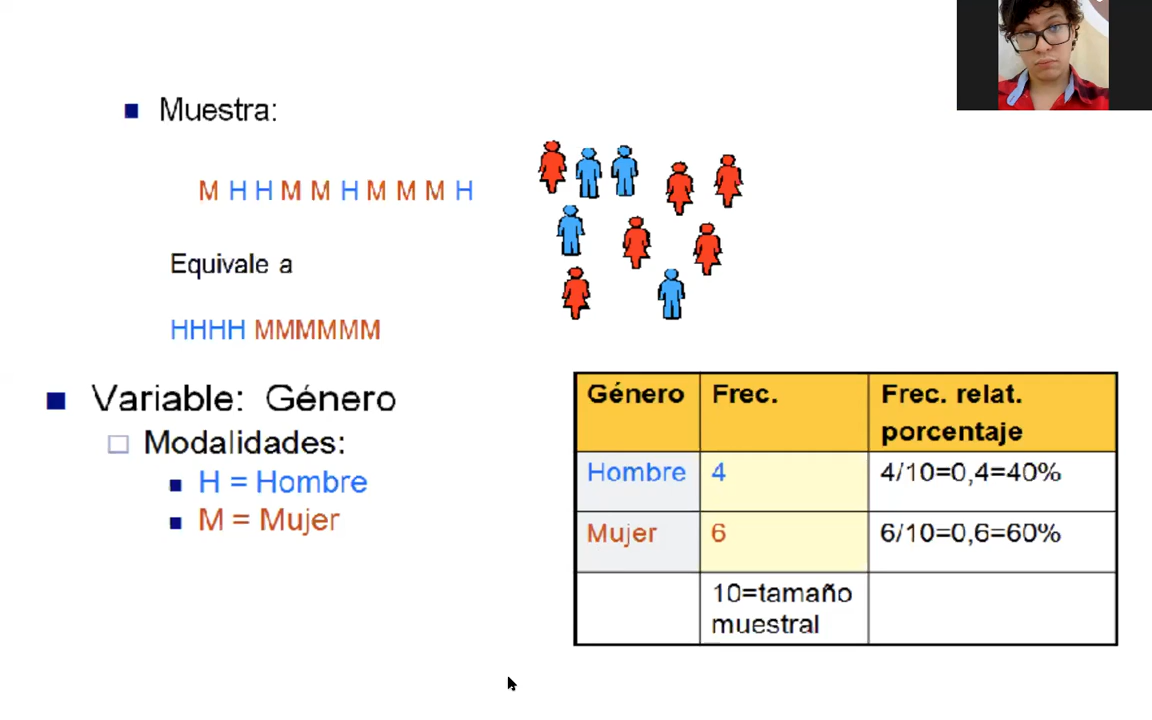 Muestra:
M H H M M H M M M H
Equivale a
HHHH MMMMMM
Variable: Género
Modalidades:
H = Hombre
M = Mujer
Género Frec. Frec. relat.
porcentaje
Hombre 4 4/10=0,4=40%
Mujer 6 6/10=0,6=60%
10=tamaño
muestral